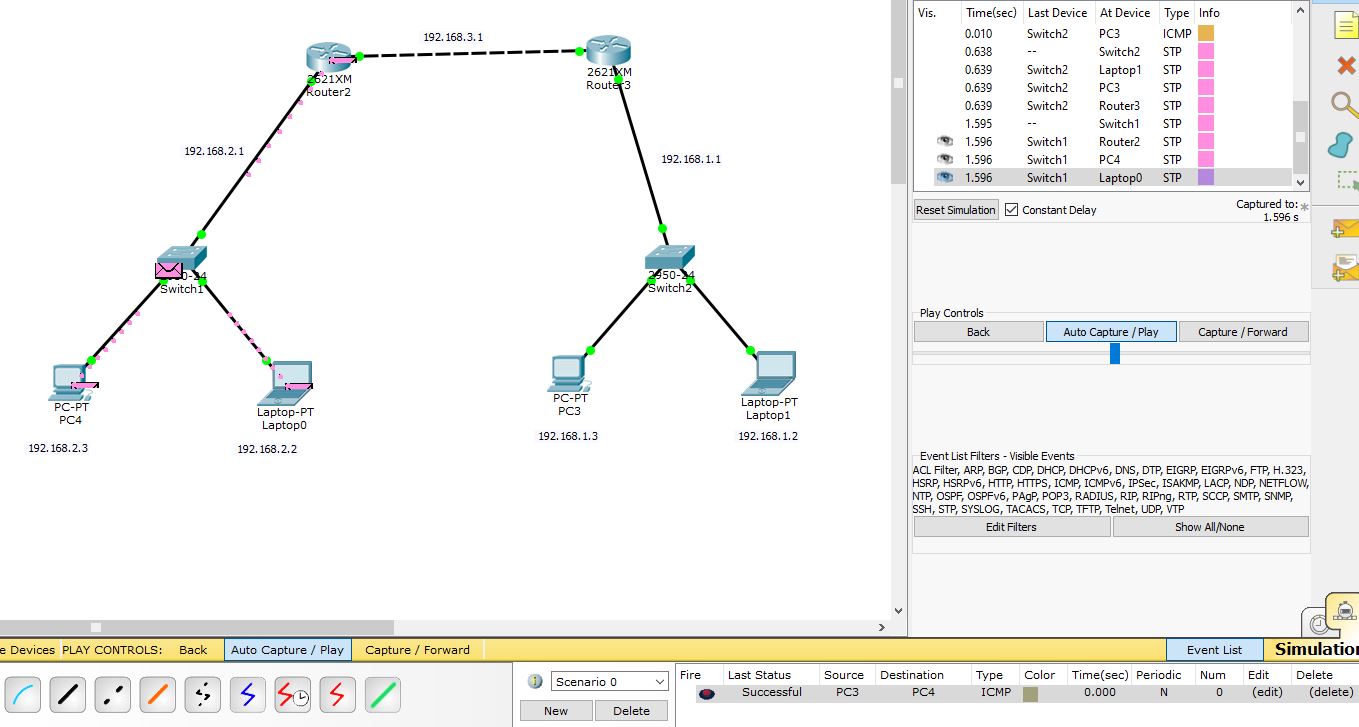 192.168.3.1
2621XM
Router2
2621XM
Router3
192.168.2.1
192.168.1.1
2950-24
Switch1
2950-24
Switch2
PC-PT
PC4
192.168.2.3
Laptop-PT
Laptop0
192.168.2.2
PC-PT
PC3
192.168.1.3
Laptop-PT
Laptop1
192.168.1.2
Vis. Time(sec) Last Device At Device Type Info
0.010 Switch2 PC3 ICMP
0.638 -- Switch2 STP
0.639 Switch2 Laptop1 STP
0.639 Switch2 PC3 STP
0.639 Switch2 Router3 STP
1.595 -- Switch1 STP
1.596 Switch1 Router2 STP
1.596 Switch1 PC4 STP
1.596 Switch1 Laptop0 STP
Reset Simulation Constant Delay Captured to: *
1.596 s
Play Controls
Back Auto Capture / Play Capture / Forward
Event List Filters - Visible Events
ACL Filter, ARP, BGP, CDP, DHCP, DHCPv6, DNS, DTP, EIGRP, EIGRPv6, FTP, H.323,
HSRP, HSRPv6, HTTP, HTTPS, ICMP, ICMPv6, IPSec, ISAKMP, LACP, NDP, NETFLOW,
NTP, OSPF, OSPFv6, PAgP, POP3, RADIUS, RIP, RIPng, RTP, SCCP, SMTP, SNMP,
SSH, STP, SYSLOG, TACACS, TCP, TFTP, Telnet, UDP, VTP
Edit Filters Show All/None
e Devices PLAY CONTROLS: Back Auto Capture / Play Capture / Forward Event List Simulation
Scenario 0
New Delete
Fire Last Status Source Destination Type Color Time(sec) Periodic Num Edit Delete
Successful PC3 PC4 ICMP 0.000 N 0 (edit) (delete)